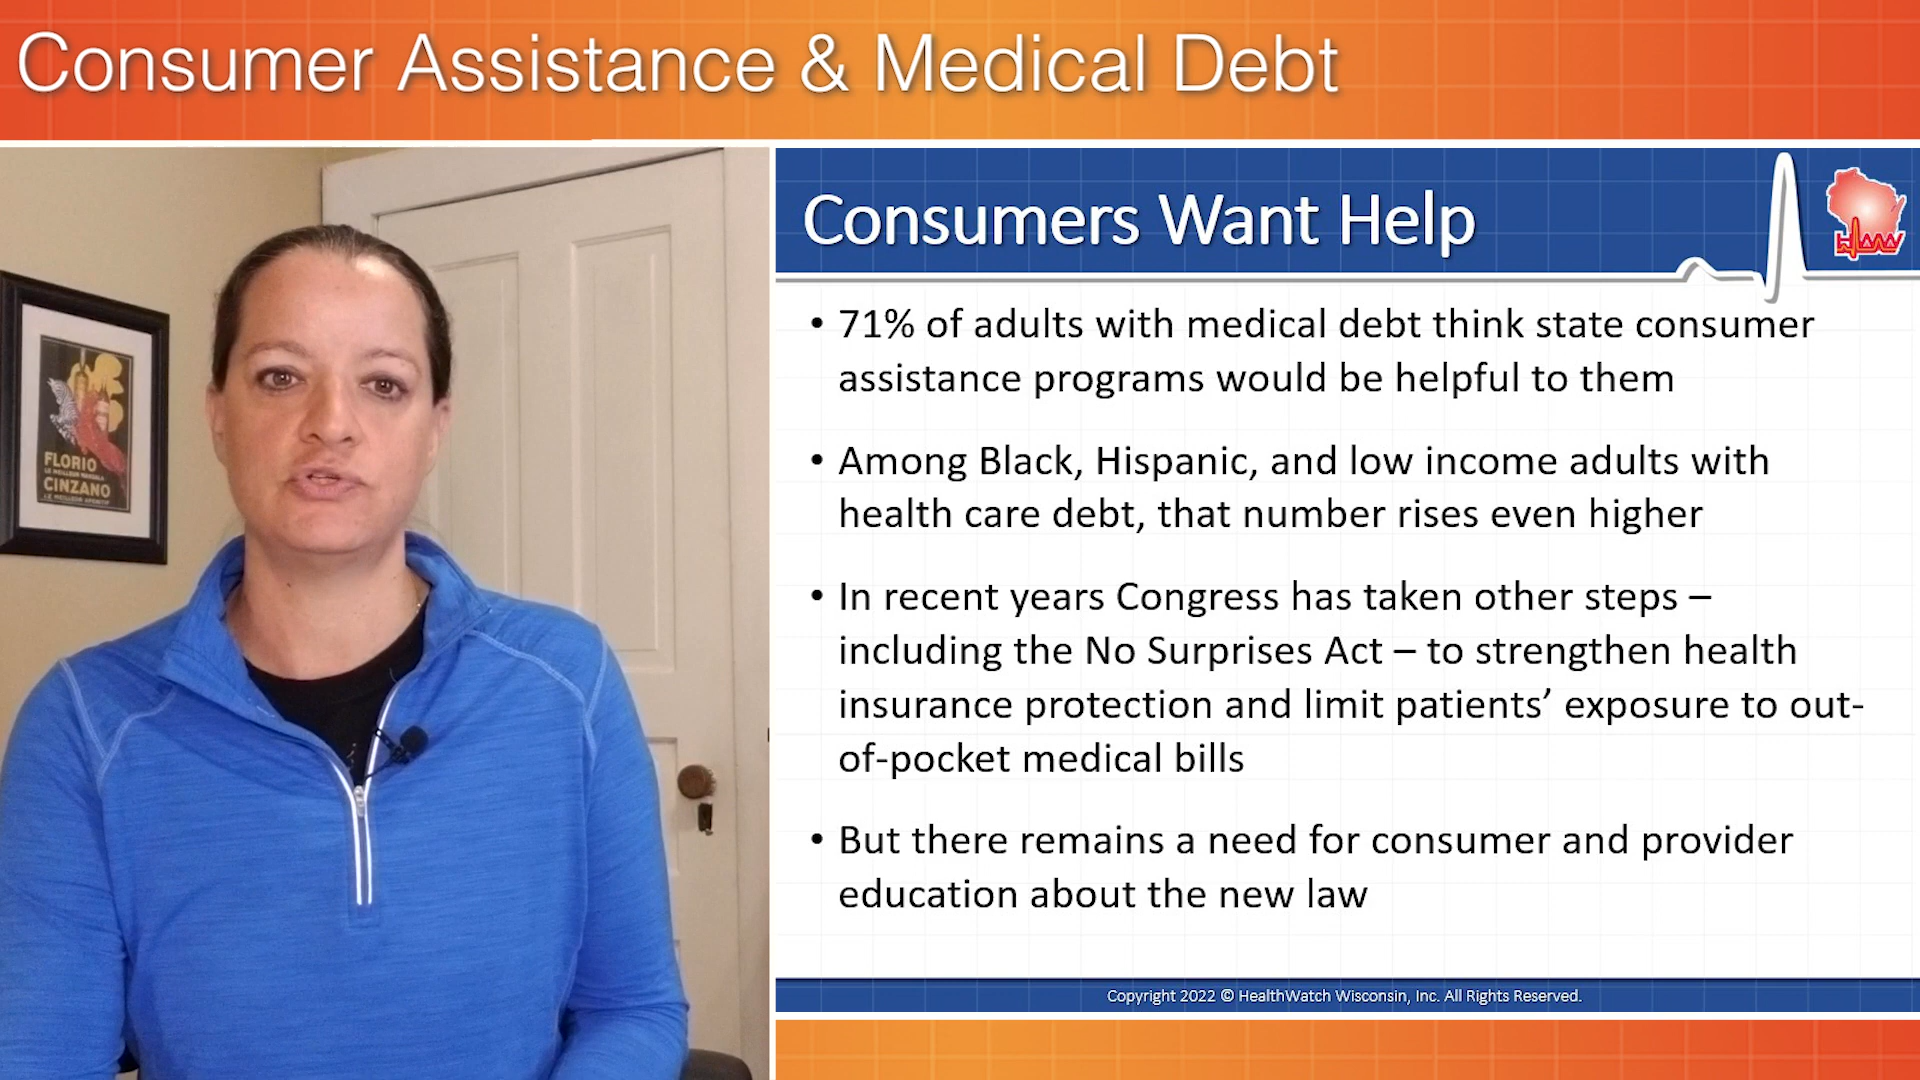 Consumer Assistance & Medical Debt
FLORIO
CINZANO
Consumers Want Help
HWW
• 71% of adults with medical debt think state consumer
assistance programs would be helpful to them
• Among Black, Hispanic, and low income adults with
health care debt, that number rises even higher
• In recent years Congress has taken other steps –
including the No Surprises Act – to strengthen health
insurance protection and limit patients’ exposure to out-
of-pocket medical bills
• But there remains a need for consumer and provider
education about the new law
Copyright 2022 © HealthWatch Wisconsin, Inc. All Rights Reserved.